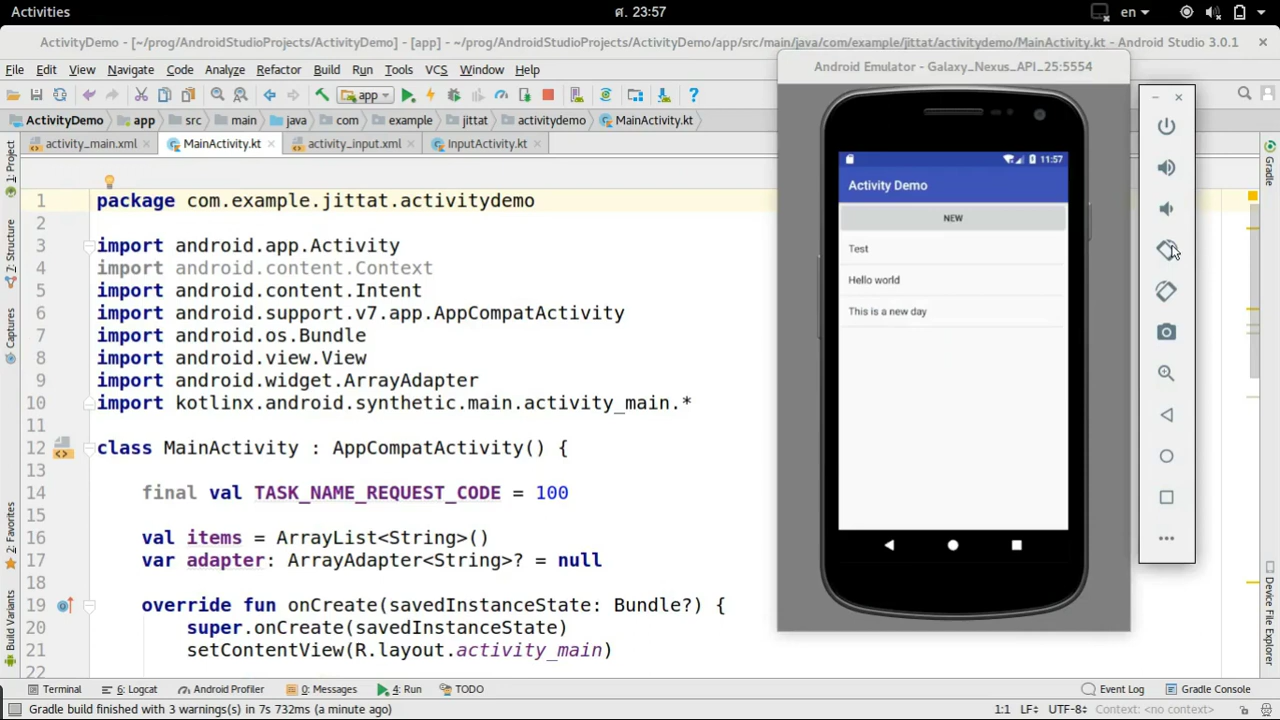 Activities
ศ. 23:57
en
ActivityDemo - [~/prog/AndroidStudioProjects/ActivityDemo] - [app] - ~/prog/AndroidStudioProjects/ActivityDemo/app/src/main/java/com/example/jittat/activitydemo/MainActivity.kt - Android Studio 3.0.1
File Edit View Navigate Code Analyze Refactor Build Run Tools VCS Window Help
app
ActivityDemo app src main java com example jittat activitydemo MainActivity.kt
activity_main.xml MainActivity.kt activity_input.xml InputActivity.kt
1 package com.example.jittat.activitydemo
2
3 import android.app.Activity
4 import android.content.Context
5 import android.content.Intent
6 import android.support.v7.app.AppCompatActivity
7 import android.os.Bundle
8 import android.view.View
9 import android.widget.ArrayAdapter
10 import kotlinx.android.synthetic.main.activity_main.*
11
12 class MainActivity : AppCompatActivity() {
13
14 final val TASK_NAME_REQUEST_CODE = 100
15
16 val items = ArrayList<String>()
17 var adapter: ArrayAdapter<String>? = null
18
19 override fun onCreate(savedInstanceState: Bundle?) {
20 super.onCreate(savedInstanceState)
21 setContentView(R.layout.activity_main)
22
Android Emulator - Galaxy_Nexus_API_25:5554
11:57
Activity Demo
NEW
Test
Hello world
This is a new day
1: Project
7: Structure
Captures
2: Favorites
Build Variants
Gradle
Device File Explorer
Terminal 6: Logcat Android Profiler 0: Messages 4: Run TODO Event Log Gradle Console
Gradle build finished with 3 warnings(s) in 7s 732ms (a minute ago) 1:1 LF÷ UTF-8÷ Context: <no context>